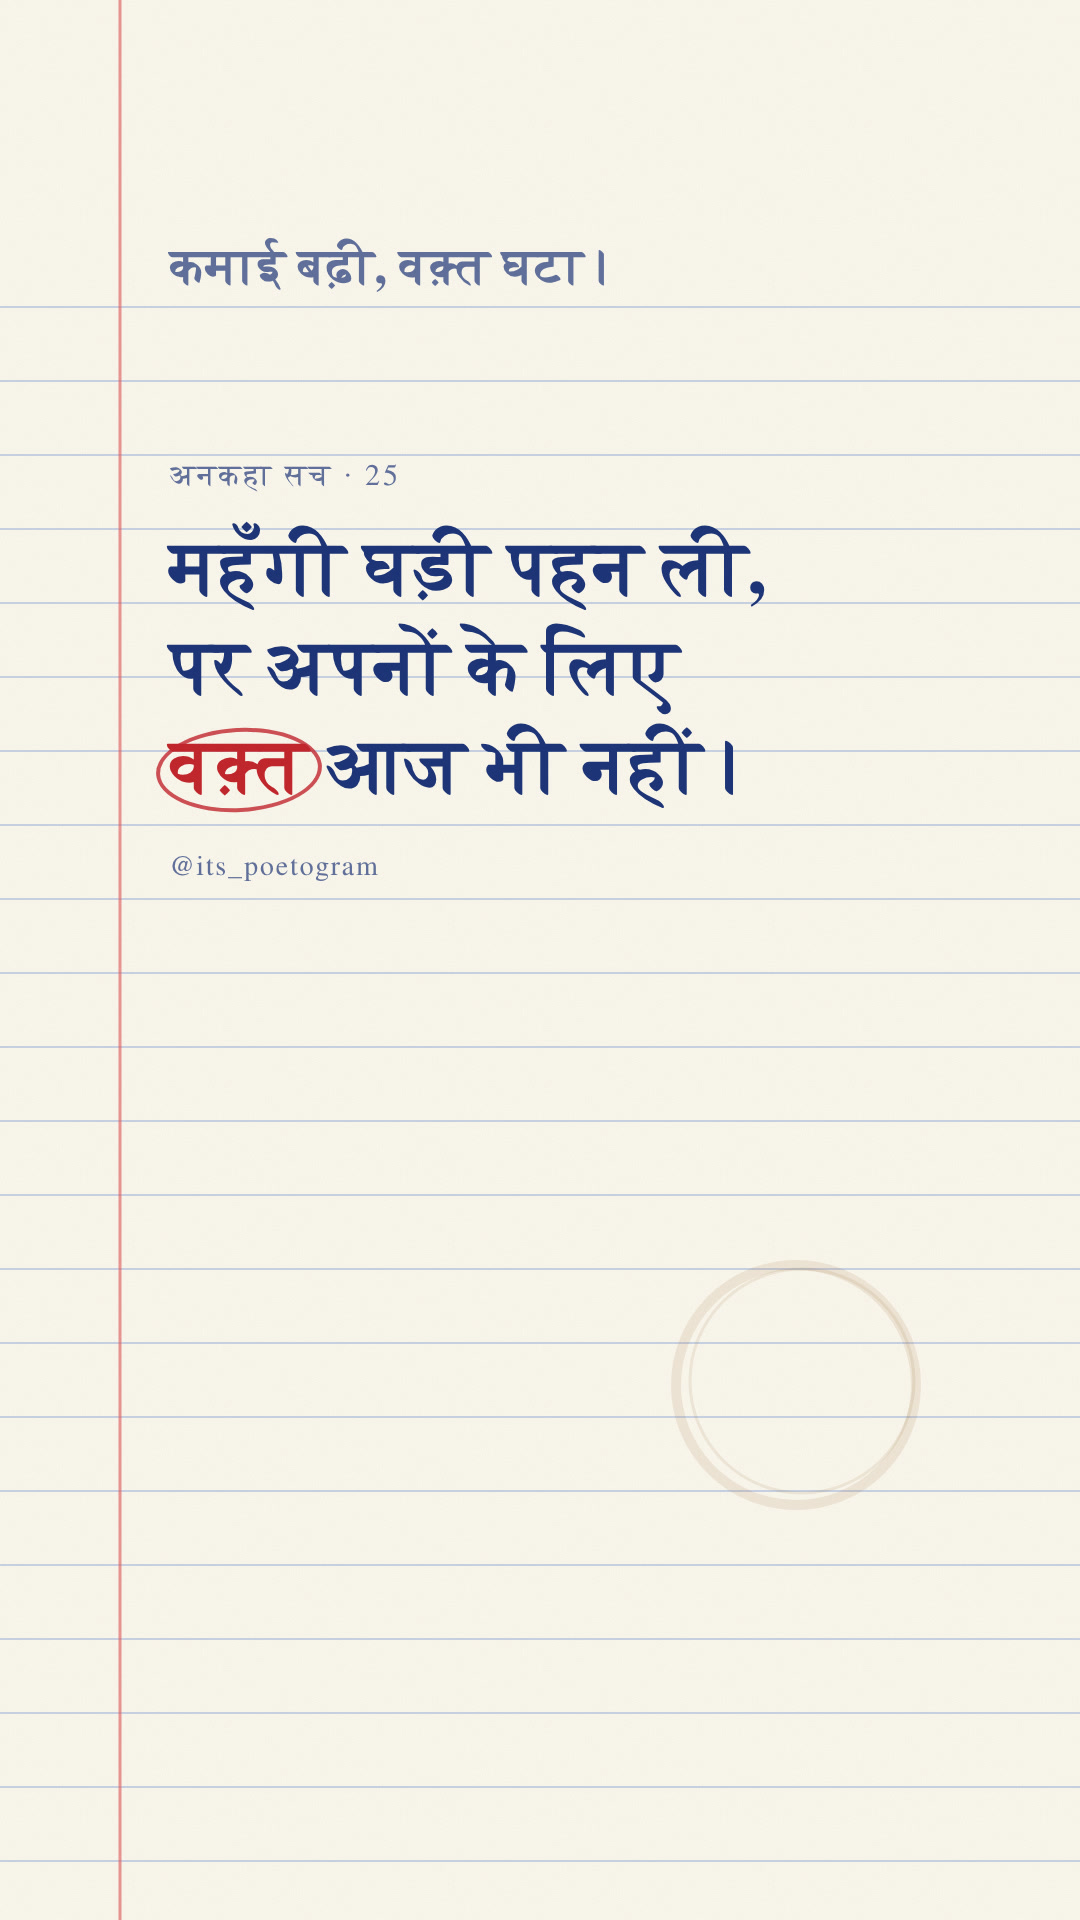 कमाई बढ़ी, वक़्त घटा।
अनकहा सच · 25
महँगी घड़ी पहन ली,
पर अपनों के लिए
वक़्त आज भी नहीं।
@its_poetogram